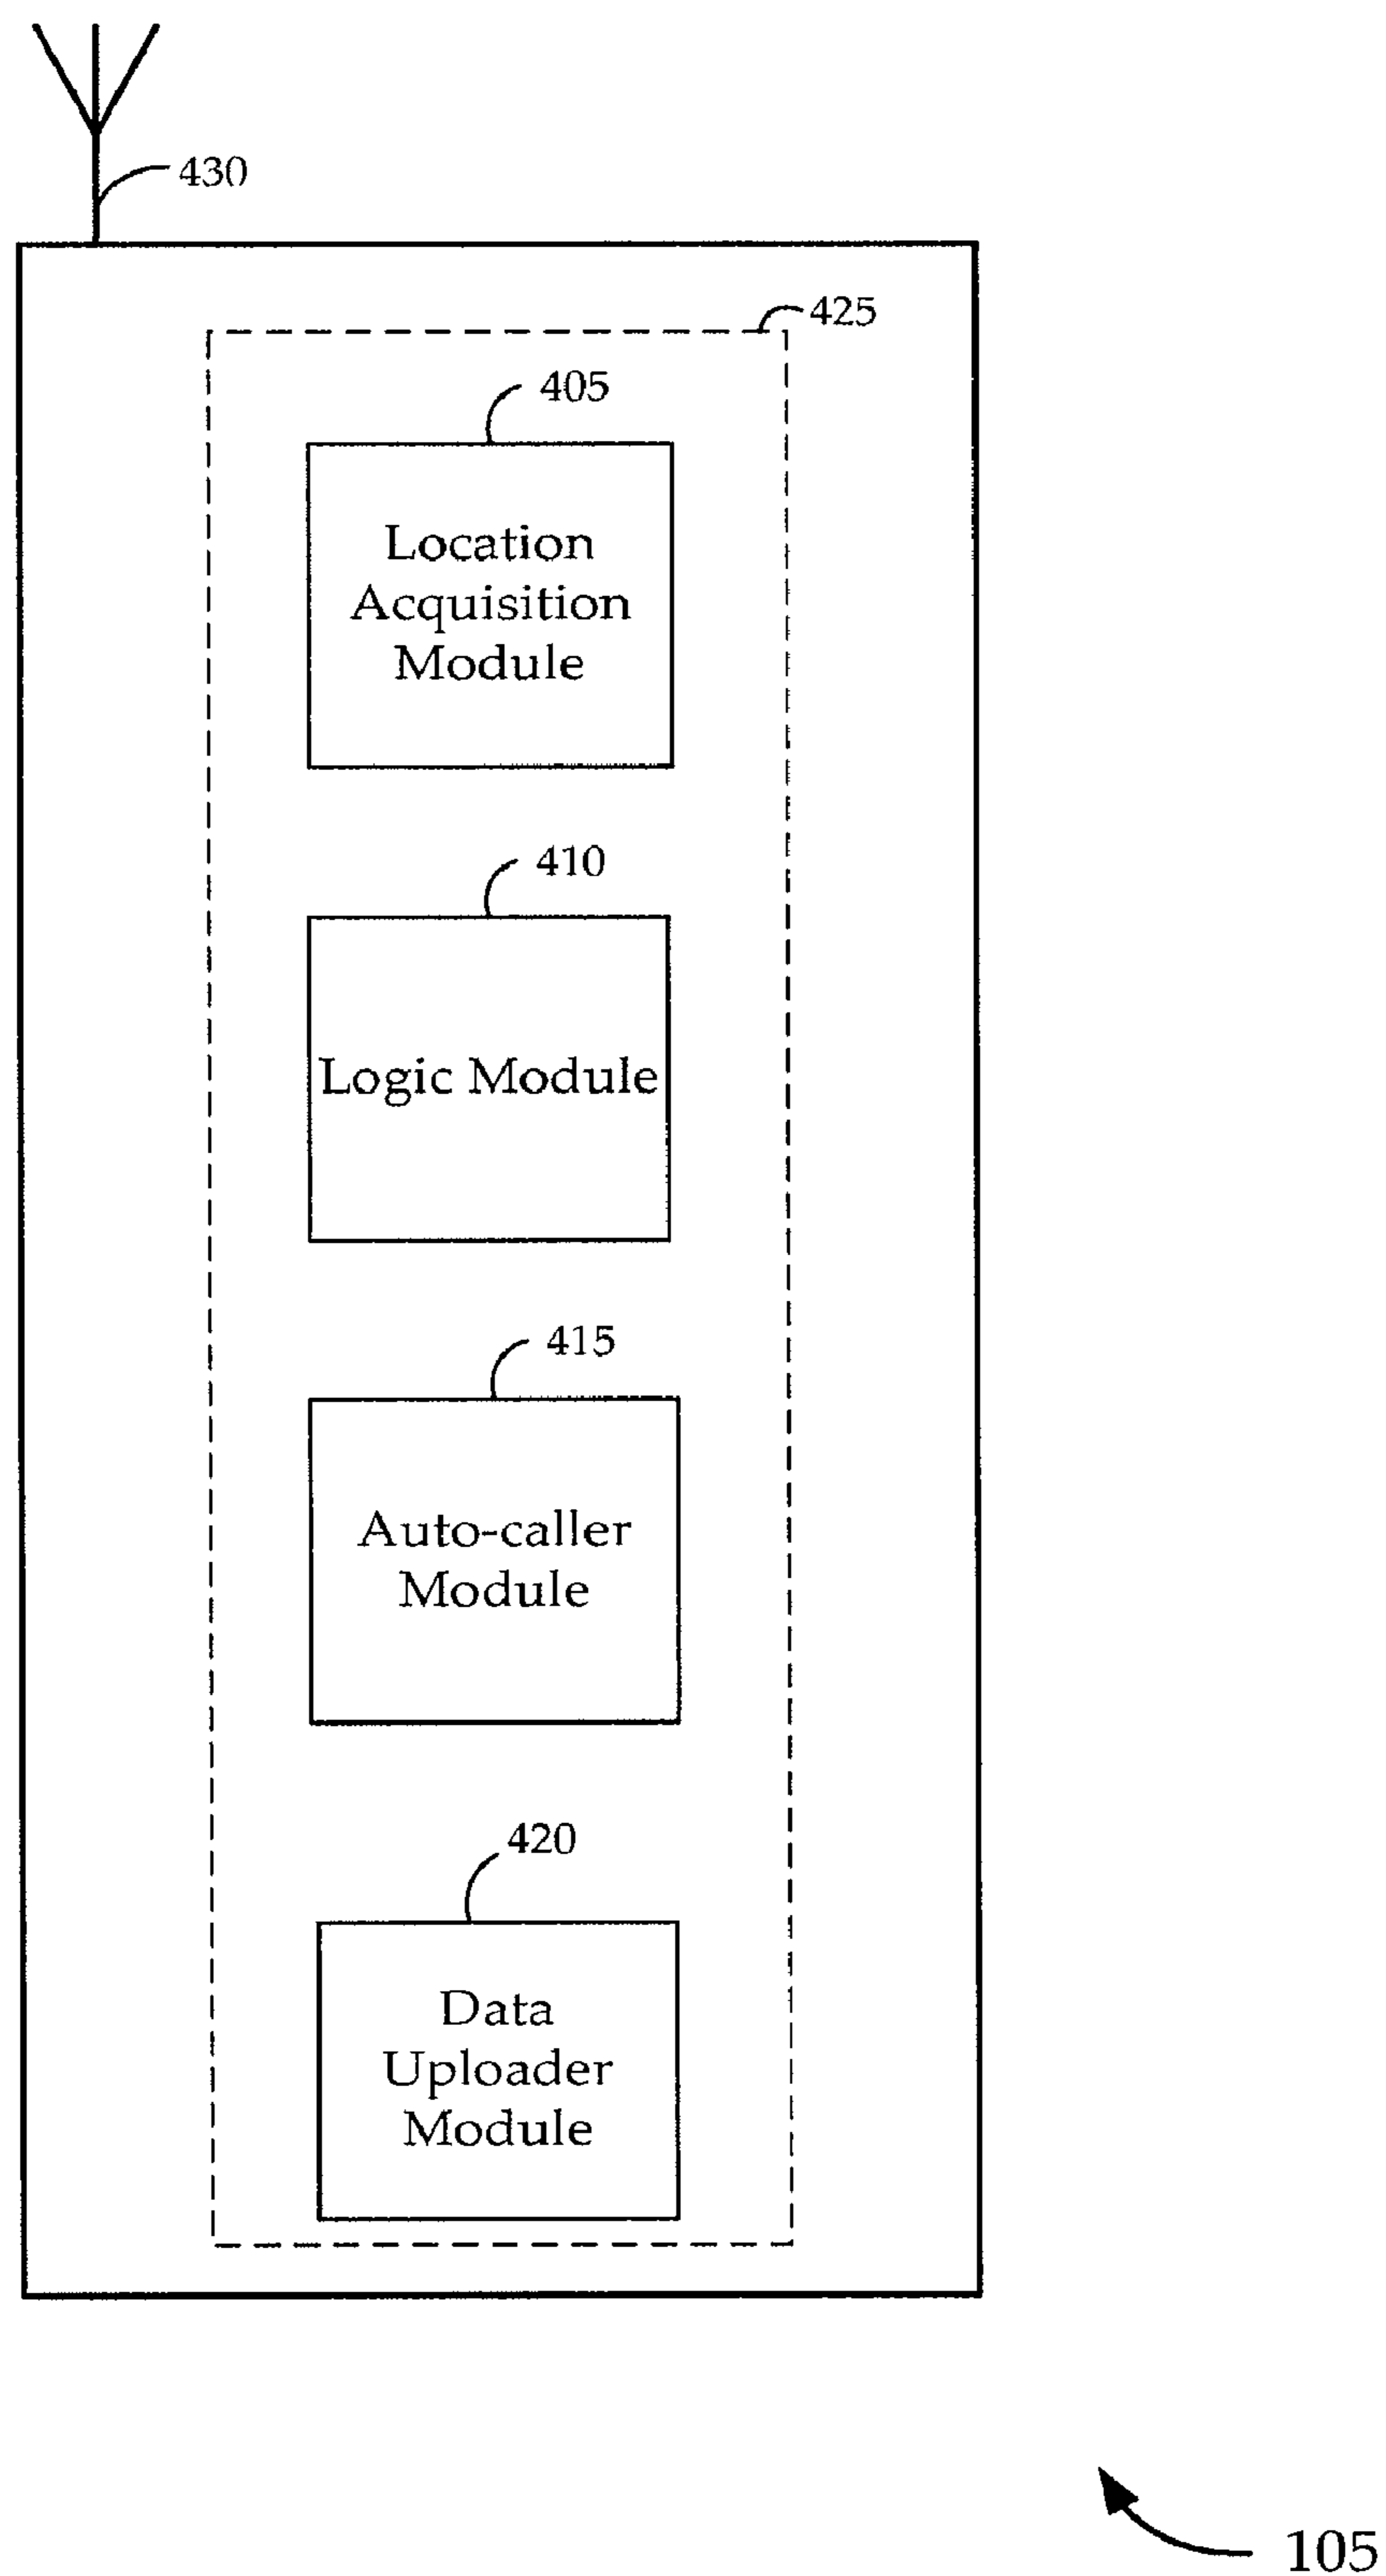 430
425
405
Location
Acquisition
Module
410
Logic Module
415
Auto-caller
Module
420
Data
Uploader
Module
105